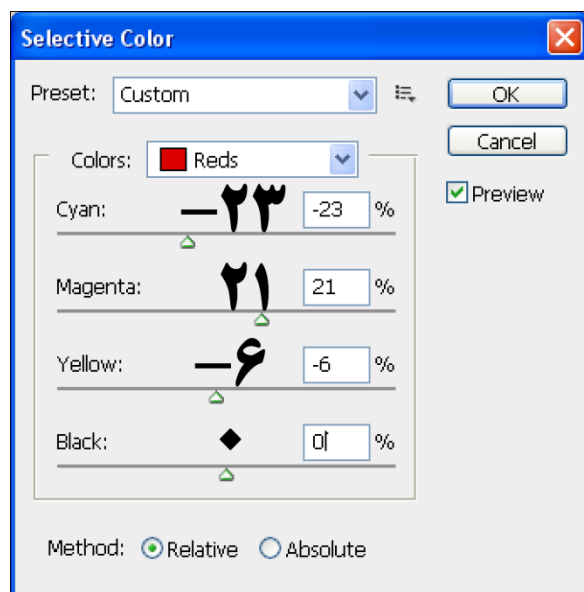 Selective Color
Preset: Custom OK
Cancel
Colors: Reds
Preview
Cyan: −۲۳ -23 %
Magenta: ۲۱ 21 %
Yellow: −۶ -6 %
Black: ۰ 0 %
Method: Relative Absolute